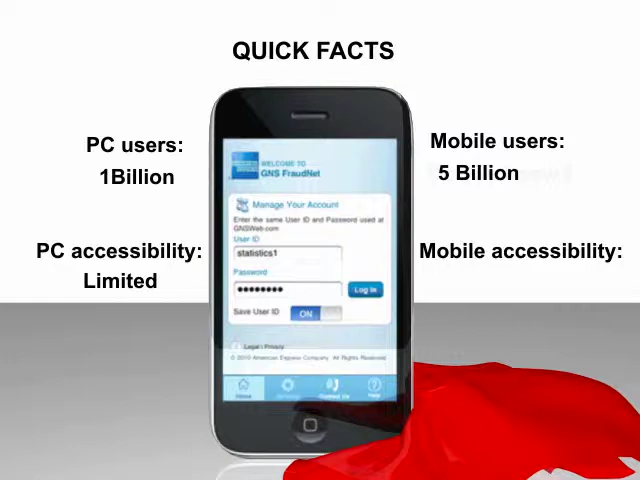 QUICK FACTS
PC users:
1Billion
Mobile users:
5 Billion
PC accessibility:
Limited
Mobile accessibility:
WELCOME TO
GNS FraudNet
Manage Your Account
Enter the same User ID and Password used at
GNSWeb.com
User ID
statistics1
Password
••••••••
Log In
Save User ID
ON
Legal / Privacy
© 2010 American Express Company. All Rights Reserved.
Home
Contact Us
Help